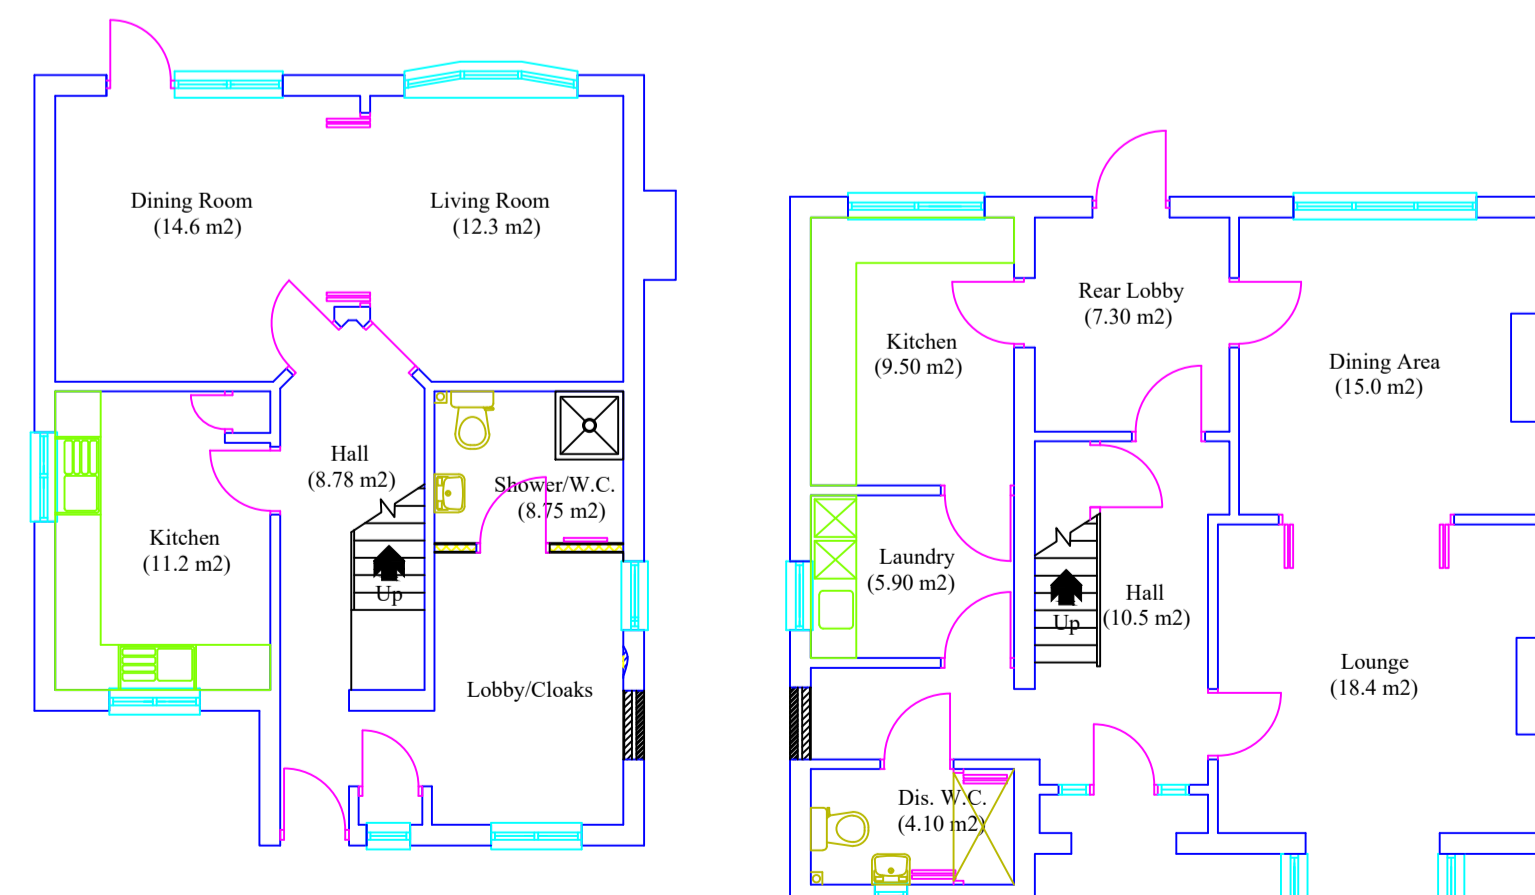 Dining Room
(14.6 m2)
Living Room
(12.3 m2)
Hall
(8.78 m2)
Shower/W.C.
(8.75 m2)
Kitchen
(11.2 m2)
Up
Lobby/Cloaks
Rear Lobby
(7.30 m2)
Kitchen
(9.50 m2)
Dining Area
(15.0 m2)
Laundry
(5.90 m2)
Hall
(10.5 m2)
Up
Lounge
(18.4 m2)
Dis. W.C.
(4.10 m2)